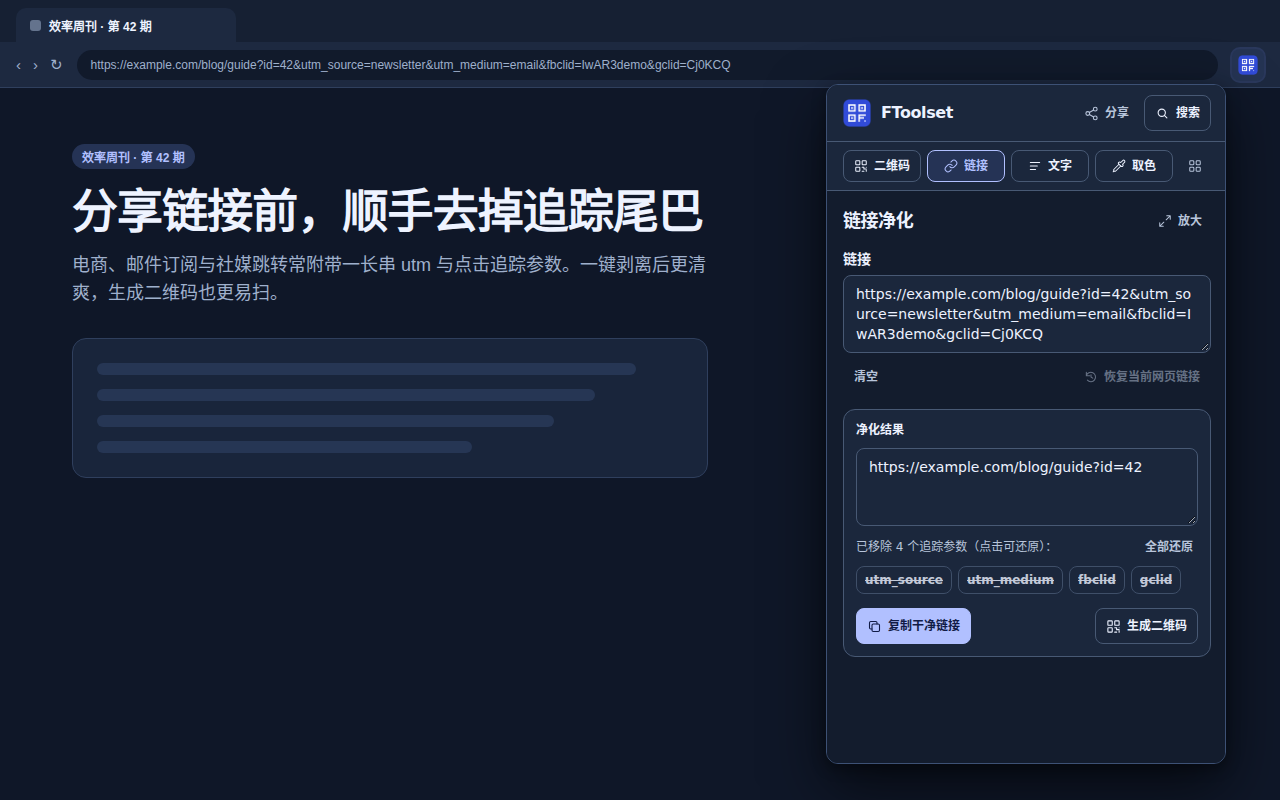 效率周刊 · 第 42 期
https://example.com/blog/guide?id=42&utm_source=newsletter&utm_medium=email&fbclid=IwAR3demo&gclid=Cj0KCQ
效率周刊 · 第 42 期
分享链接前，顺手去掉追踪尾巴
电商、邮件订阅与社媒跳转常附带一长串 utm 与点击追踪参数。一键剥离后更清
爽，生成二维码也更易扫。
FToolset
分享
搜索
二维码
链接
文字
取色
链接净化
放大
链接
https://example.com/blog/guide?id=42&utm_so
urce=newsletter&utm_medium=email&fbclid=I
wAR3demo&gclid=Cj0KCQ
清空
恢复当前网页链接
净化结果
https://example.com/blog/guide?id=42
已移除 4 个追踪参数（点击可还原）：
全部还原
utm_source
utm_medium
fbclid
gclid
复制干净链接
生成二维码